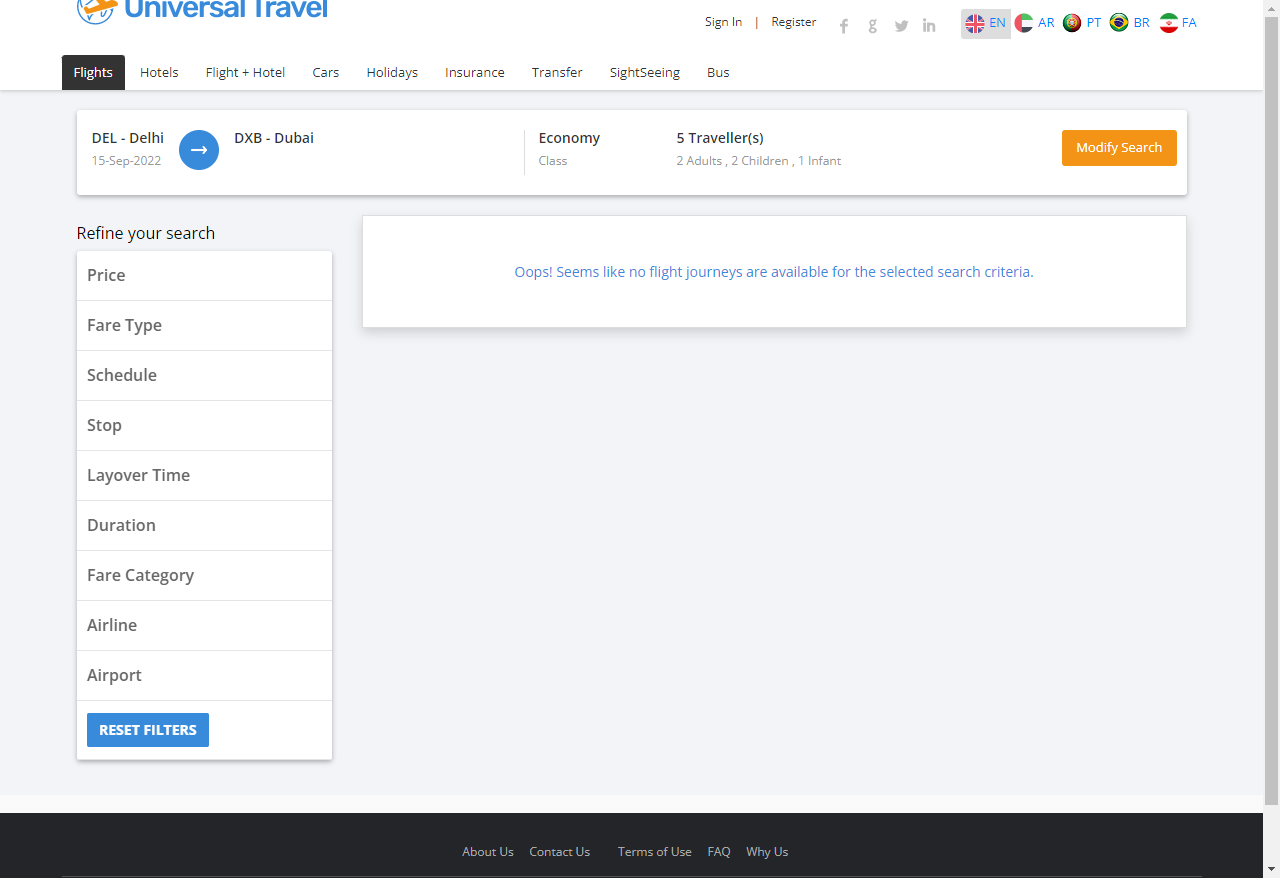 Universal Travel
Sign In | Register
EN AR PT BR FA
Flights Hotels Flight + Hotel Cars Holidays Insurance Transfer SightSeeing Bus
DEL - Delhi → DXB - Dubai Economy 5 Traveller(s) Modify Search
15-Sep-2022 Class 2 Adults , 2 Children , 1 Infant
Refine your search
Oops! Seems like no flight journeys are available for the selected search criteria.
Price
Fare Type
Schedule
Stop
Layover Time
Duration
Fare Category
Airline
Airport
RESET FILTERS
About Us Contact Us Terms of Use FAQ Why Us